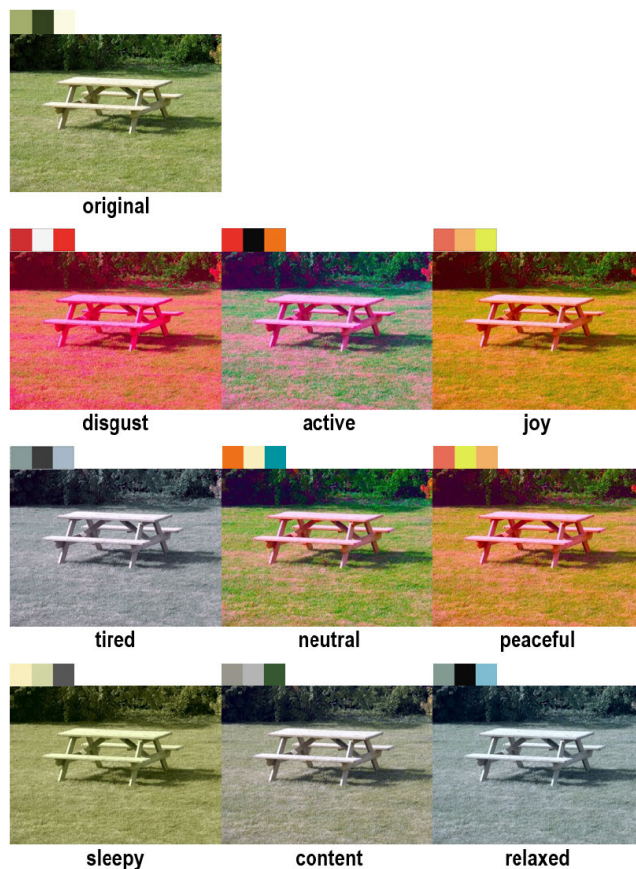 original
disgust
active
joy
tired
neutral
peaceful
sleepy
content
relaxed